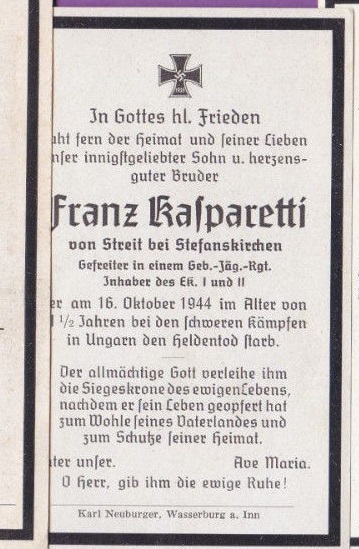 In Gottes hl. Frieden
ht fern der Heimat und seiner Lieben
nser innigstgeliebter Sohn u. herzens-
guter Bruder
Franz Kasparetti
von Streit bei Stefanskirchen
Gefreiter in einem Geb.-Jäg.-Rgt.
Inhaber des EK. I und II
er am 16. Oktober 1944 im Alter von
½ Jahren bei den schweren Kämpfen
in Ungarn den Heldentod starb.
Der allmächtige Gott verleihe ihm
die Siegeskrone des ewigen Lebens,
nachdem er sein Leben geopfert hat
zum Wohle seines Vaterlandes und
zum Schutze seiner Heimat.
ter unser. Ave Maria.
O Herr, gib ihm die ewige Ruhe!
Karl Neuburger, Wasserburg a. Inn